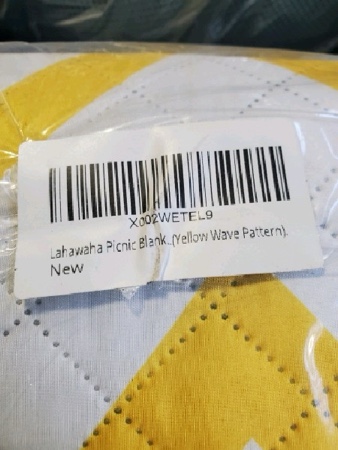 X002WETEL9
Lahawaha Picnic Blank...(Yellow Wave Pattern).
New